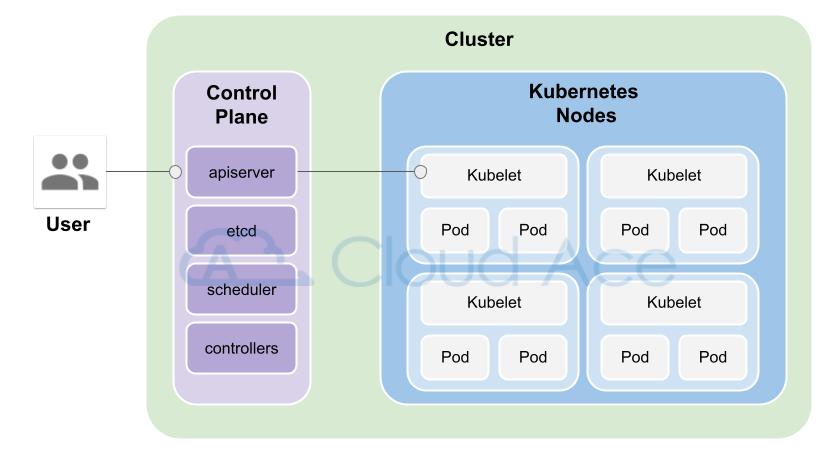 Cluster
Control
Plane
Kubernetes
Nodes
User
apiserver
etcd
scheduler
controllers
Kubelet
Pod Pod
Kubelet
Pod Pod
Kubelet
Pod Pod
Kubelet
Pod Pod
A Cloud Ace